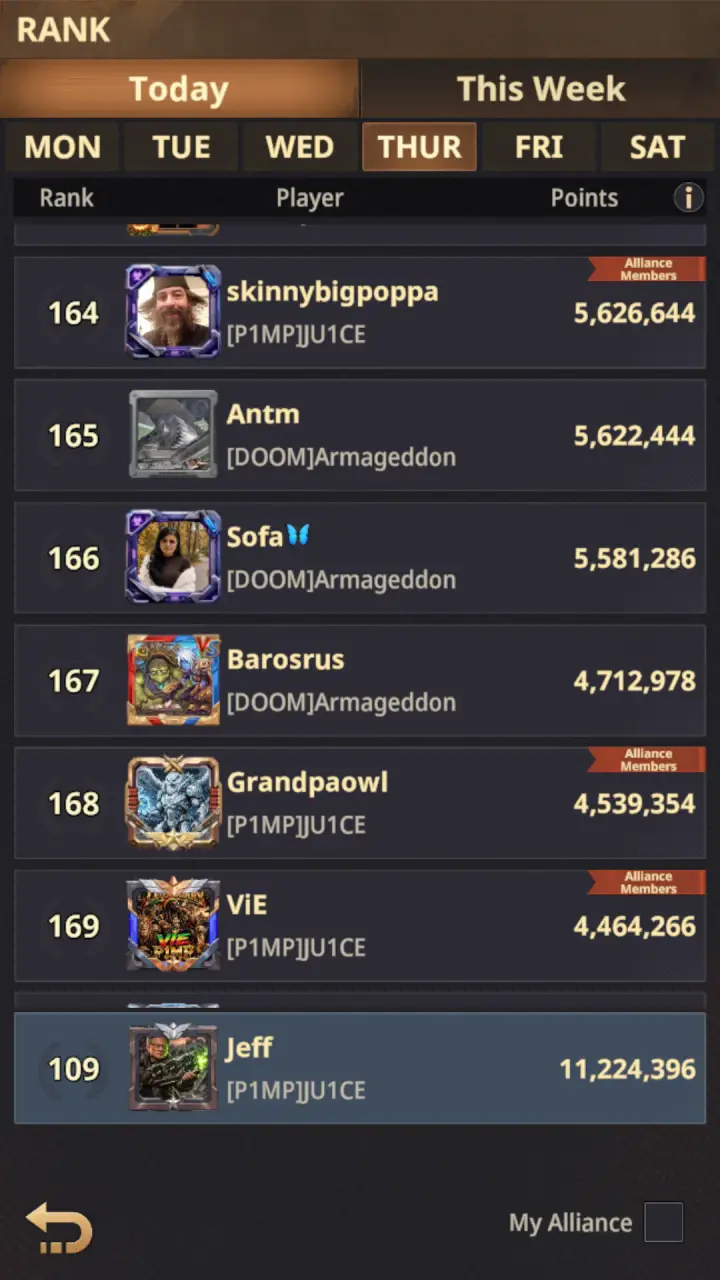 RANK
Today
This Week
MON
TUE
WED
THUR
FRI
SAT
Rank
Player
Points
164
skinnybigpoppa
[P1MP]JU1CE
Alliance
Members
5,626,644
165
Antm
[DOOM]Armageddon
5,622,444
166
Sofa🦋
[DOOM]Armageddon
5,581,286
167
VS
Barosrus
[DOOM]Armageddon
4,712,978
168
Grandpaowl
[P1MP]JU1CE
Alliance
Members
4,539,354
169
ViE
[P1MP]JU1CE
Alliance
Members
4,464,266
109
Jeff
[P1MP]JU1CE
11,224,396
My Alliance